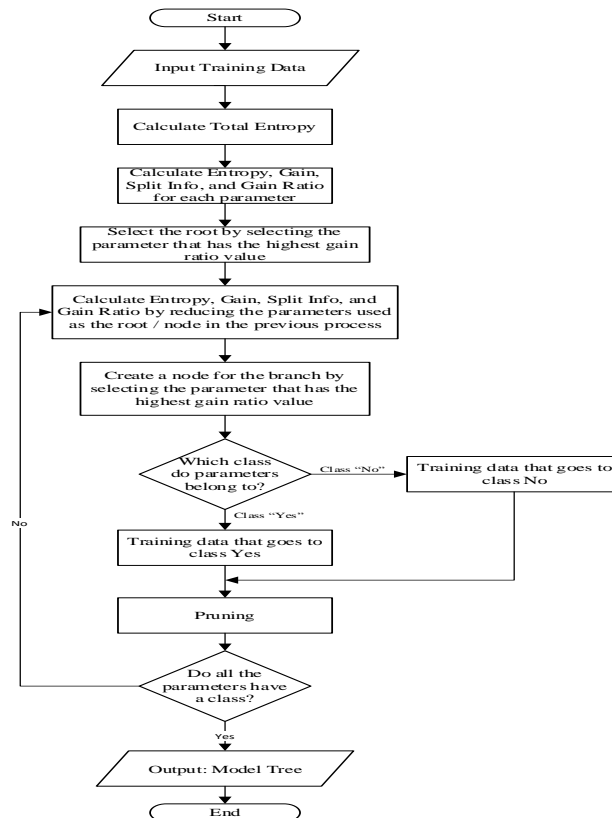 Start
Input Training Data
Calculate Total Entropy
Calculate Entropy, Gain,
Split Info, and Gain Ratio
for each parameter
Select the root by selecting the
parameter that has the highest gain
ratio value
Calculate Entropy, Gain, Split Info, and
Gain Ratio by reducing the parameters used
as the root / node in the previous process
Create a node for the branch by
selecting the parameter that has the
highest gain ratio value
Which class
do parameters
belong to?
Class “No”
Training data that goes to
class No
Class “Yes”
Training data that goes to
class Yes
Pruning
Do all the
parameters have
a class?
No
Yes
Output: Model Tree
End